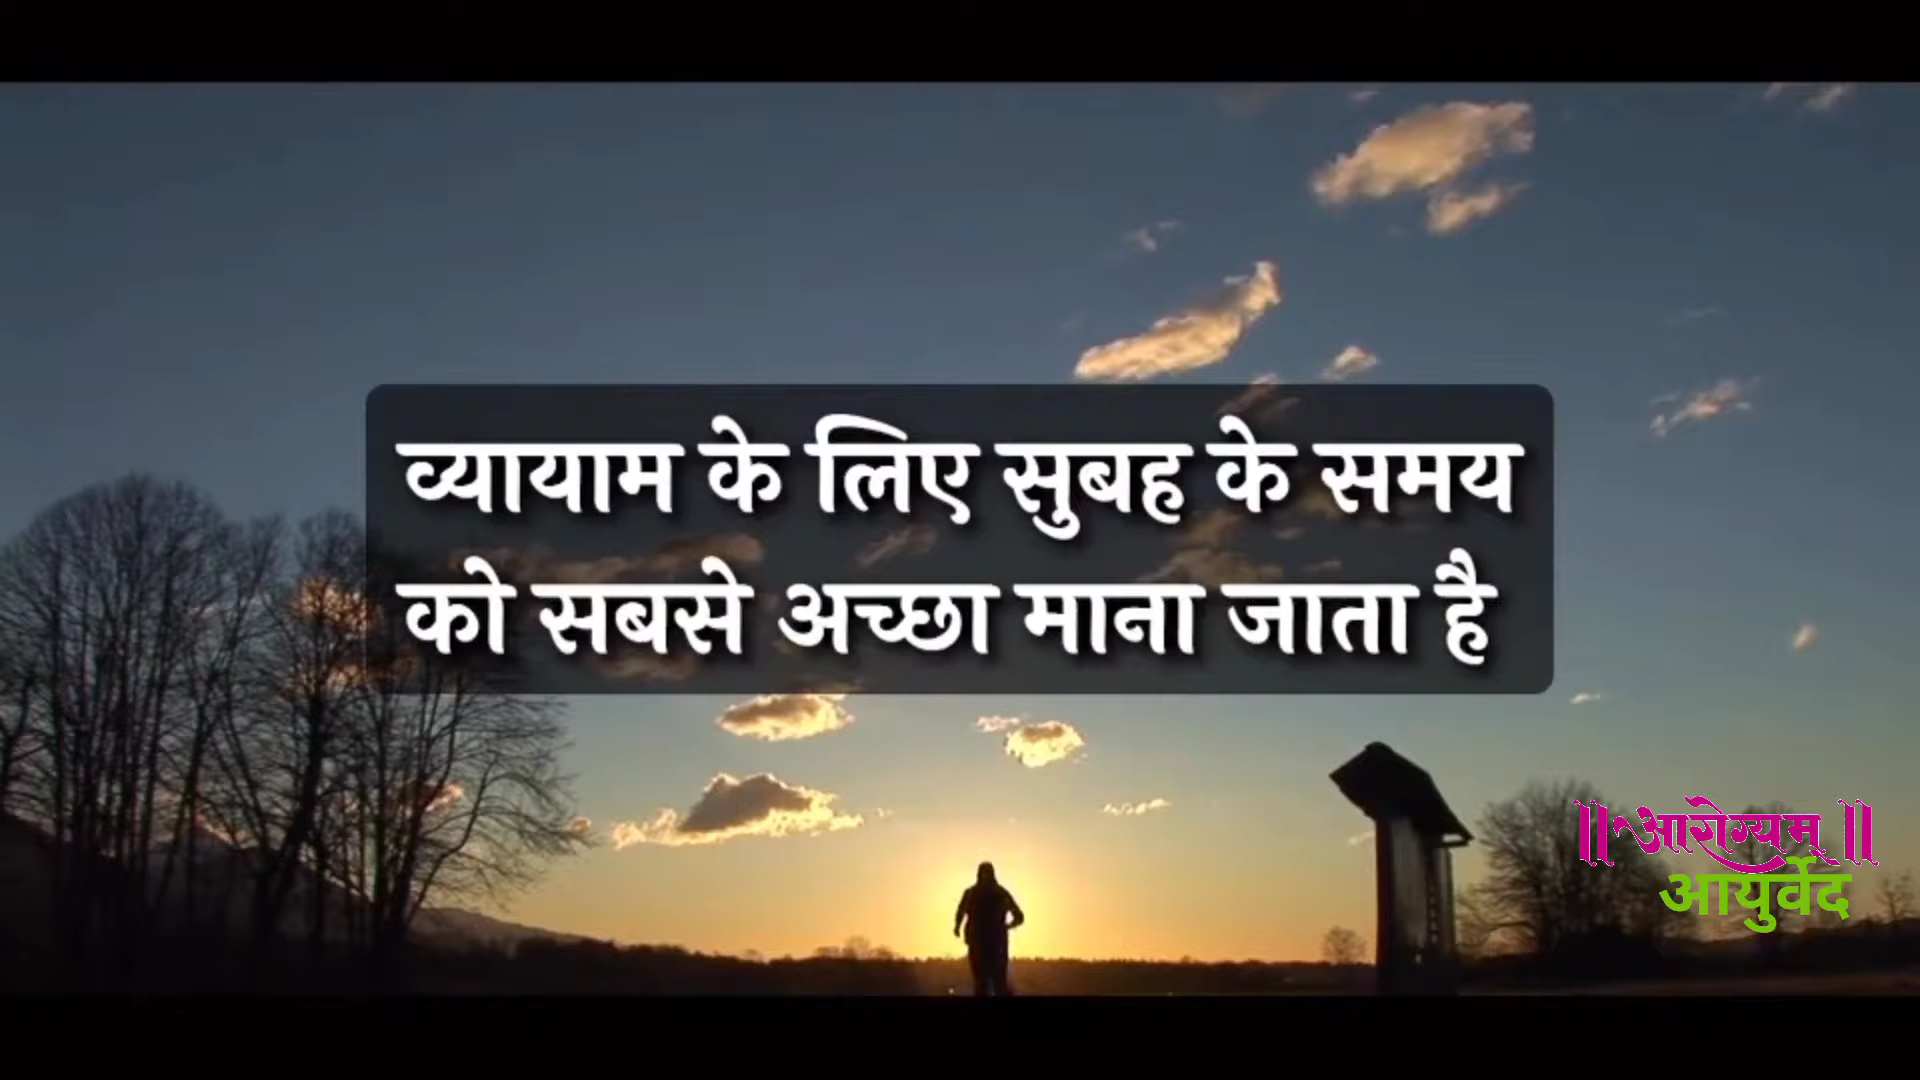 व्यायाम के लिए सुबह के समय
को सबसे अच्छा माना जाता है
॥ आरोग्यम् ॥
आयुर्वेद